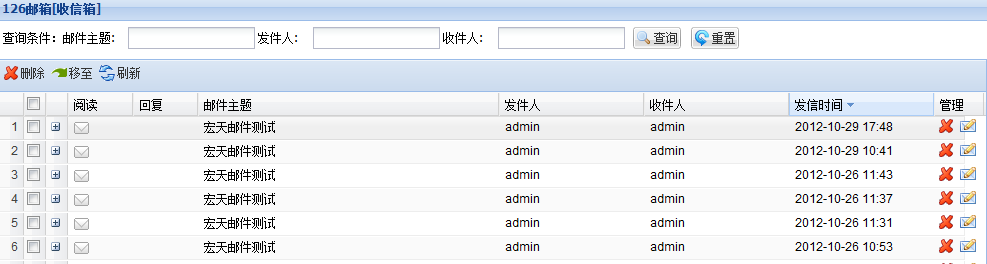 126邮箱[收信箱]
查询条件：邮件主题: 发件人: 收件人: 查询 重置
删除 移至 刷新
阅读 回复 邮件主题 发件人 收件人 发信时间 管理
1 宏天邮件测试 admin admin 2012-10-29 17:48
2 宏天邮件测试 admin admin 2012-10-29 10:41
3 宏天邮件测试 admin admin 2012-10-26 11:43
4 宏天邮件测试 admin admin 2012-10-26 11:37
5 宏天邮件测试 admin admin 2012-10-26 11:31
6 宏天邮件测试 admin admin 2012-10-26 10:53